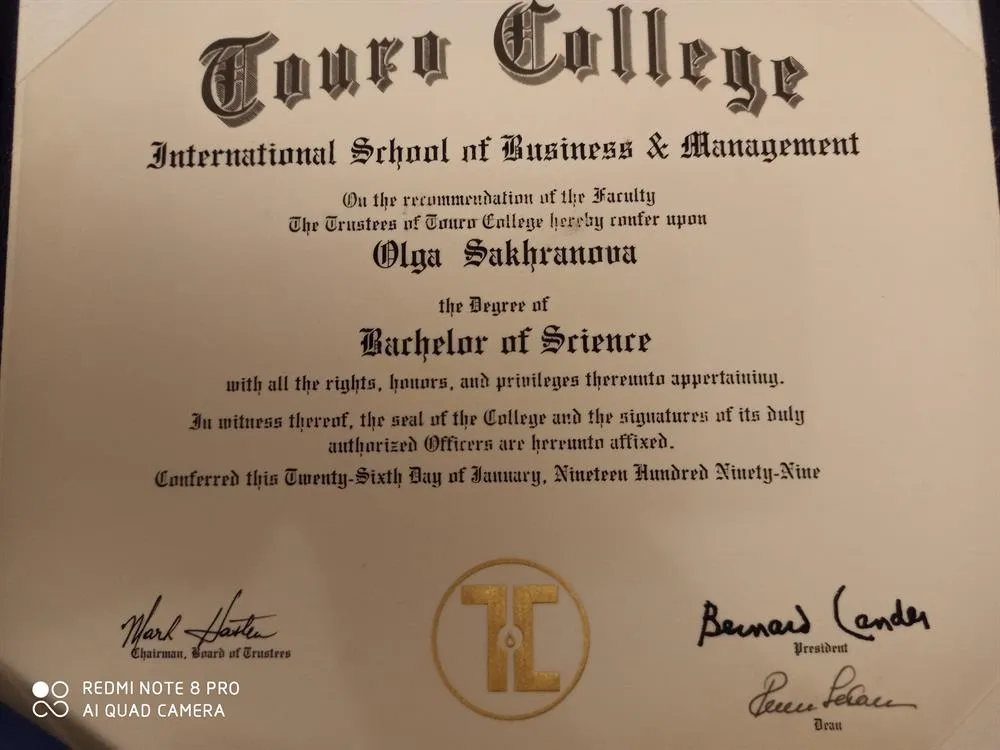 Touro College
International School of Business & Management
On the recommendation of the Faculty
The Trustees of Touro College hereby confer upon
Olga Sakhranova
the Degree of
Bachelor of Science
with all the rights, honors, and privileges thereunto appertaining.
In witness thereof, the seal of the College and the signatures of its duly
authorized Officers are hereunto affixed.
Conferred this Twenty-Sixth Day of January, Nineteen Hundred Ninety-Nine
Mark Hasten
Chairman, Board of Trustees
TC
Bernard Lander
President
Dean
REDMI NOTE 8 PRO
AI QUAD CAMERA